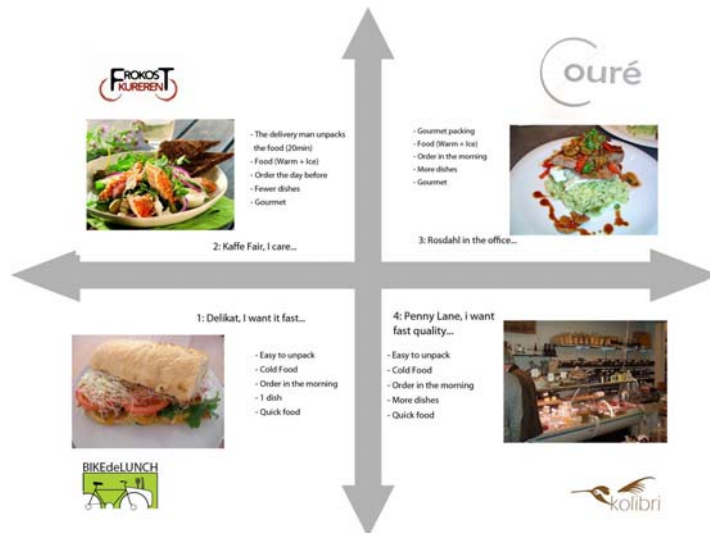 FROKOST
KUREREN
- The delivery man unpacks
the food (20min)
- Food (Warm + Ice)
- Order the day before
- Fewer dishes
- Gourmet
2: Kaffe Fair, I care...
Couré
- Gourmet packing
- Food (Warm + Ice)
- Order in the morning
- More dishes
- Gourmet
3: Rosdahl in the office...
1: Delikat, I want it fast...
- Easy to unpack
- Cold Food
- Order in the morning
- 1 dish
- Quick food
BIKEdeLUNCH
4: Penny Lane, i want
fast quality...
- Easy to unpack
- Cold Food
- Order in the morning
- More dishes
- Quick food
kolibri